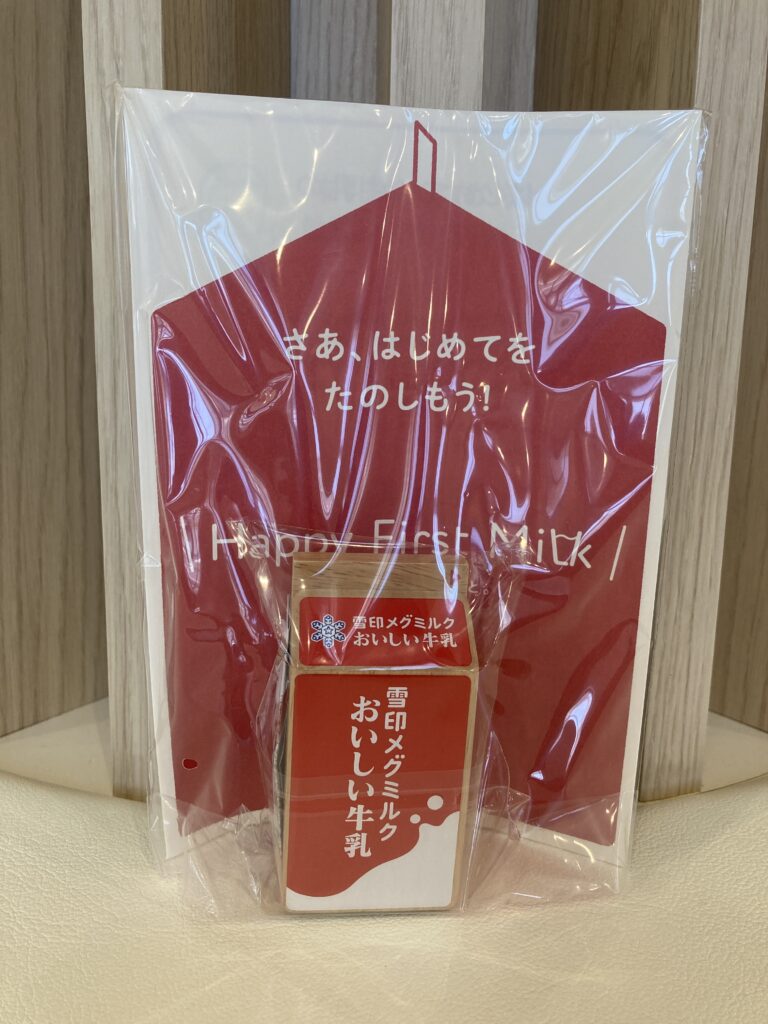 さあ、はじめてを
たのしもう!
Happy First Milk /
雪印メグミルク
おいしい牛乳
雪印メグミルク
おいしい牛乳